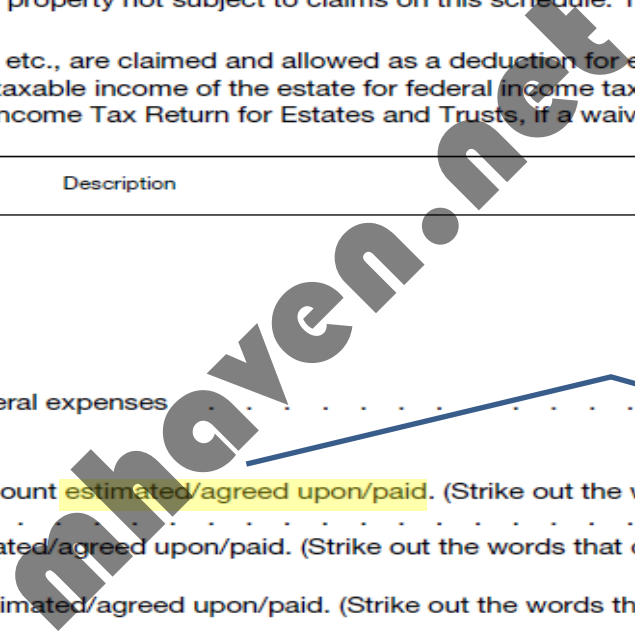 property not subject to claims on this schedule.
etc., are claimed and allowed as a deduction for
taxable income of the estate for federal income tax
ncome Tax Return for Estates and Trusts, if a waiv
Description
eral expenses . . . . . . . . . . .
ount estimated/agreed upon/paid. (Strike out the
. . . . . . . . . . . . . . . . .
ated/agreed upon/paid. (Strike out the words that
imated/agreed upon/paid. (Strike out the words th
mhaven.net